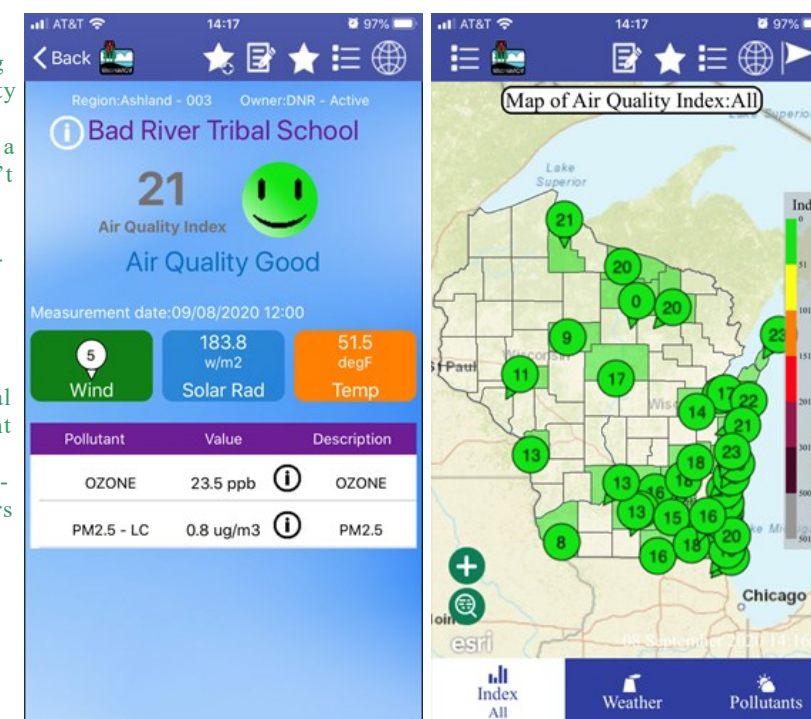 AT&T 14:17 97%
Back
Region:Ashland - 003 Owner:DNR - Active
Bad River Tribal School
21
Air Quality Index
Air Quality Good
Measurement date:09/08/2020 12:00
5
Wind
183.8
w/m2
Solar Rad
51.5
degF
Temp
Pollutant Value Description
OZONE 23.5 ppb OZONE
PM2.5 - LC 0.8 ug/m3 PM2.5
AT&T 14:17 97%
Map of Air Quality Index:All
Lake
Superior
21
20
0
20
9
23
St Paul
11
17
17
22
14
21
13
23
18
13
18
16
13
15
16
20
8
18
16
0
51
201
301
Chicago
esri
08 September 2020 14:16
Index
All
Weather
Pollutants